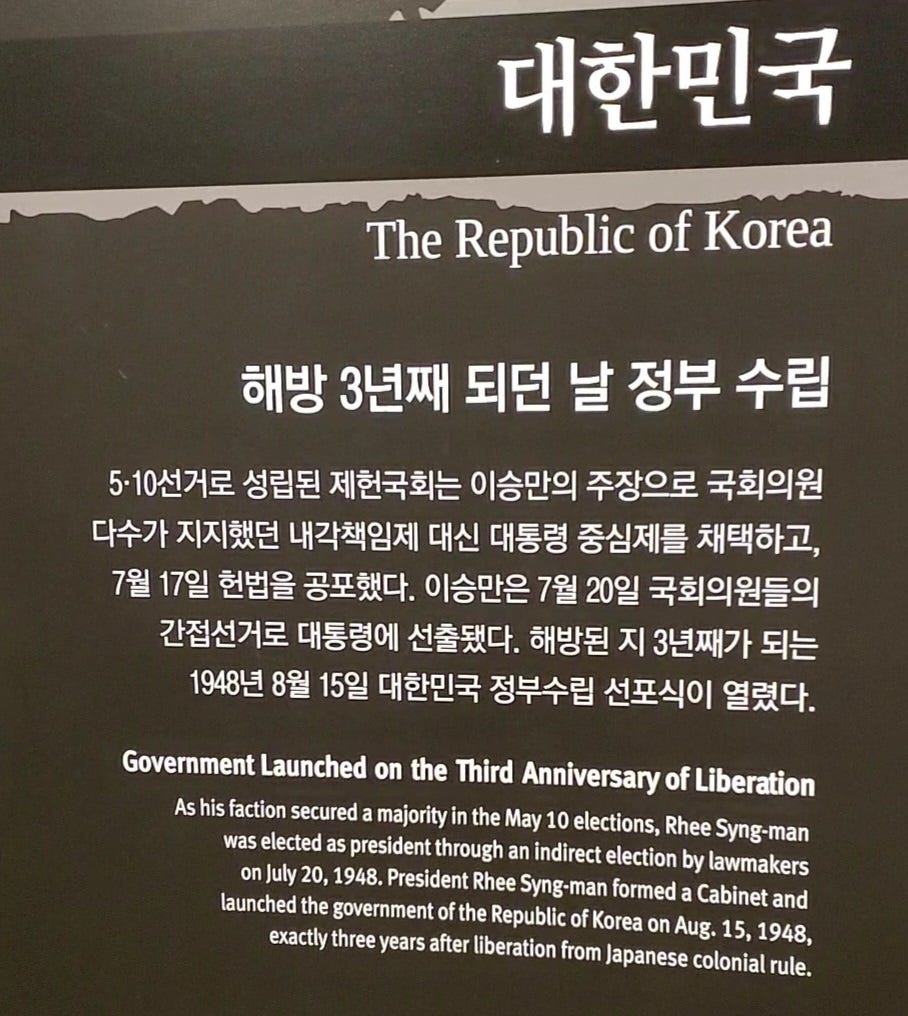 대한민국
The Republic of Korea
해방 3년째 되던 날 정부 수립
5·10선거로 성립된 제헌국회는 이승만의 주장으로 국회의원
다수가 지지했던 내각책임제 대신 대통령 중심제를 채택하고,
7월 17일 헌법을 공포했다. 이승만은 7월 20일 국회의원들의
간접선거로 대통령에 선출됐다. 해방된 지 3년째가 되는
1948년 8월 15일 대한민국 정부수립 선포식이 열렸다.
Government Launched on the Third Anniversary of Liberation
As his faction secured a majority in the May 10 elections, Rhee Syng-man
was elected as president through an indirect election by lawmakers
on July 20, 1948. President Rhee Syng-man formed a Cabinet and
launched the government of the Republic of Korea on Aug. 15, 1948,
exactly three years after liberation from Japanese colonial rule.